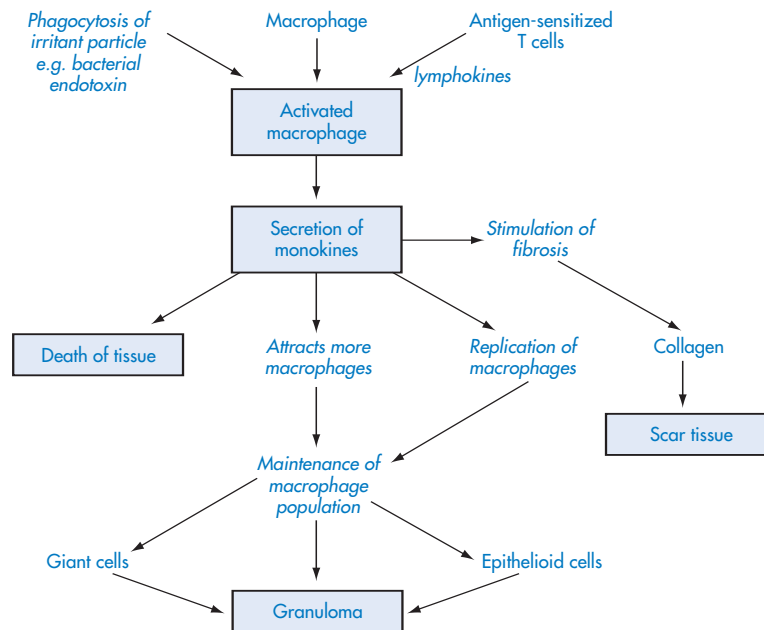 Phagocytosis of
irritant particle
e.g. bacterial
endotoxin
Macrophage
Antigen-sensitized
T cells
lymphokines
Activated
macrophage
Secretion of
monokines
Stimulation of
fibrosis
Death of tissue
Attracts more
macrophages
Replication of
macrophages
Collagen
Scar tissue
Maintenance of
macrophage
population
Giant cells
Epithelioid cells
Granuloma